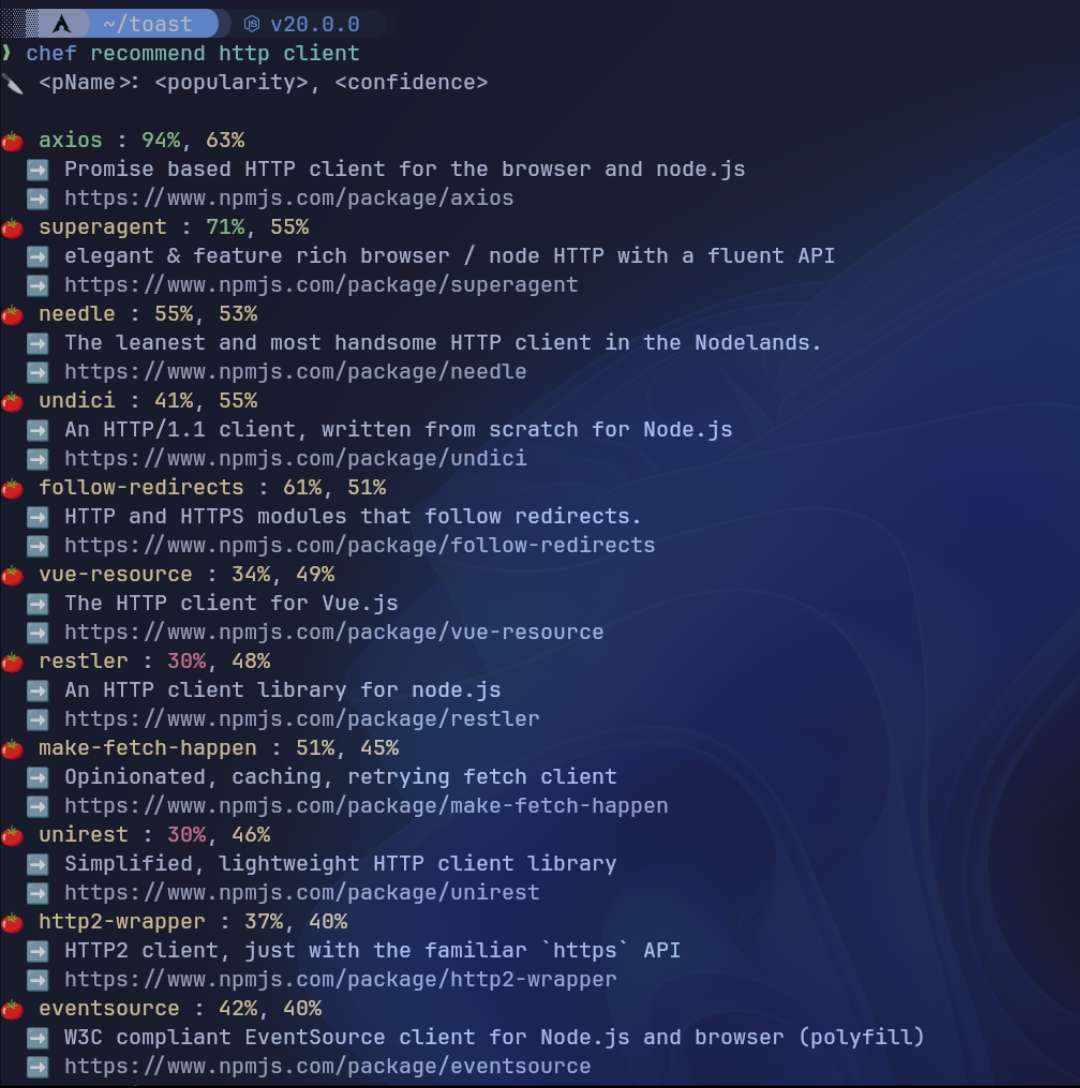 ~/toast v20.0.0
❯ chef recommend http client
<pName>: <popularity>, <confidence>
axios : 94%, 63%
Promise based HTTP client for the browser and node.js
https://www.npmjs.com/package/axios
superagent : 71%, 55%
elegant & feature rich browser / node HTTP with a fluent API
https://www.npmjs.com/package/superagent
needle : 55%, 53%
The leanest and most handsome HTTP client in the Nodelands.
https://www.npmjs.com/package/needle
undici : 41%, 55%
An HTTP/1.1 client, written from scratch for Node.js
https://www.npmjs.com/package/undici
follow-redirects : 61%, 51%
HTTP and HTTPS modules that follow redirects.
https://www.npmjs.com/package/follow-redirects
vue-resource : 34%, 49%
The HTTP client for Vue.js
https://www.npmjs.com/package/vue-resource
restler : 30%, 48%
An HTTP client library for node.js
https://www.npmjs.com/package/restler
make-fetch-happen : 51%, 45%
Opinionated, caching, retrying fetch client
https://www.npmjs.com/package/make-fetch-happen
unirest : 30%, 46%
Simplified, lightweight HTTP client library
https://www.npmjs.com/package/unirest
http2-wrapper : 37%, 40%
HTTP2 client, just with the familiar `https` API
https://www.npmjs.com/package/http2-wrapper
eventsource : 42%, 40%
W3C compliant EventSource client for Node.js and browser (polyfill)
https://www.npmjs.com/package/eventsource